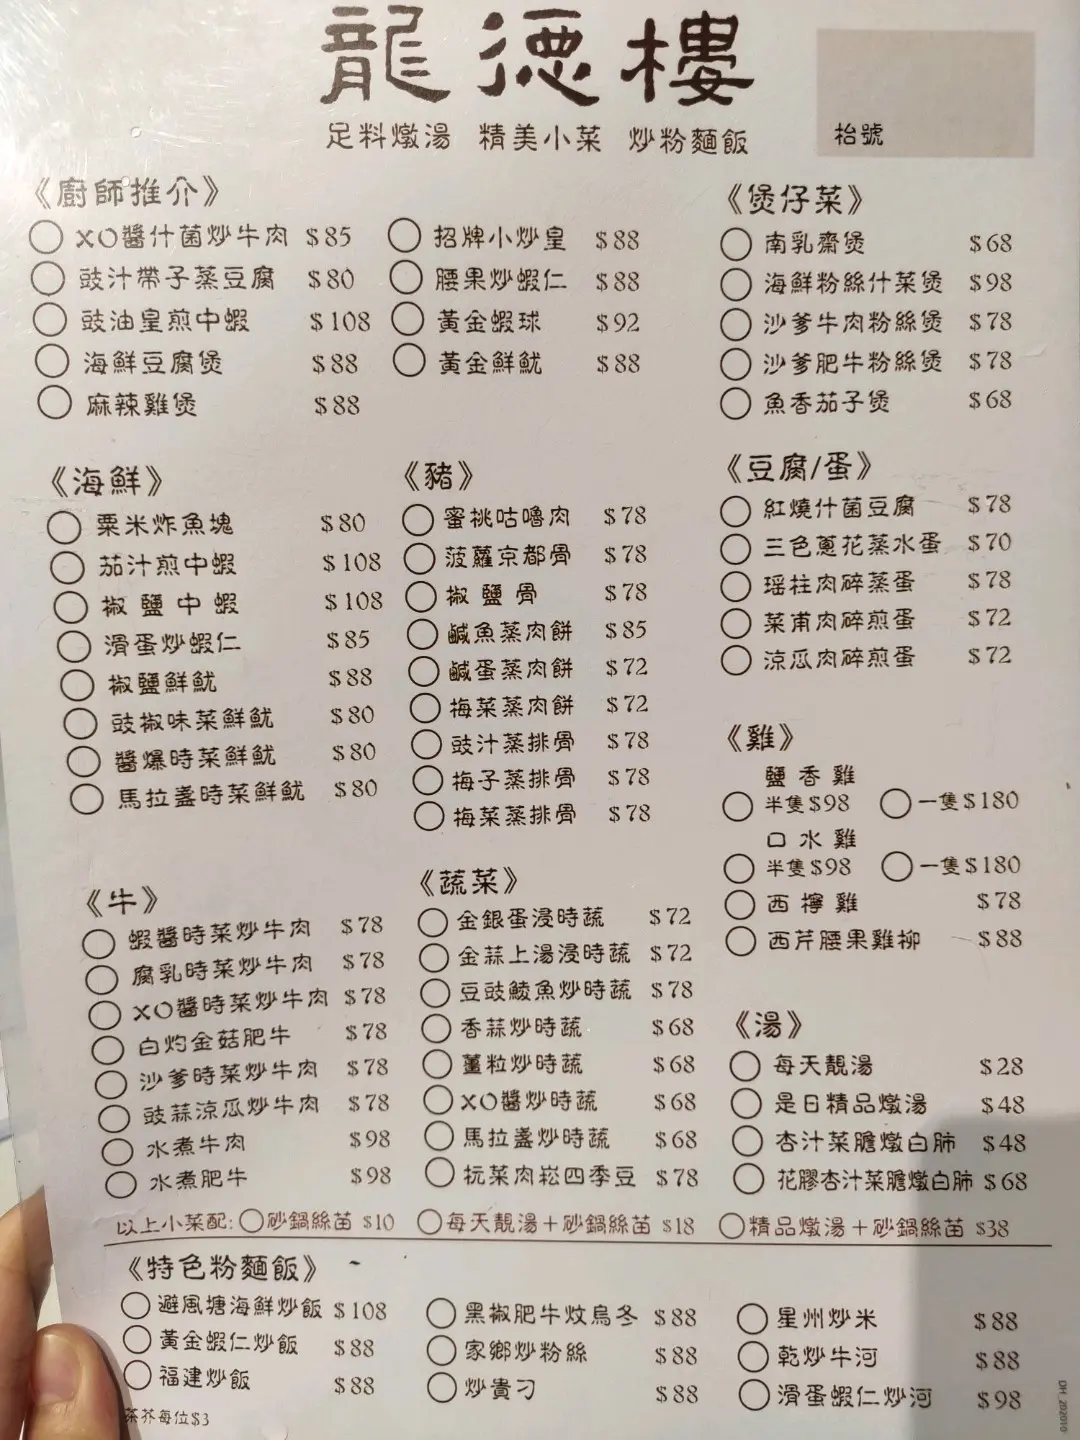 龍德樓
足料燉湯 精美小菜 炒粉麵飯
枱號
《廚師推介》
XO醬什菌炒牛肉 $85
豉汁帶子蒸豆腐 $80
豉油皇煎中蝦 $108
海鮮豆腐煲 $88
麻辣雞煲 $88
招牌小炒皇 $88
腰果炒蝦仁 $88
黃金蝦球 $92
黃金鮮魷 $88
《煲仔菜》
南乳齋煲 $68
海鮮粉絲什菜煲 $98
沙爹牛肉粉絲煲 $78
沙爹肥牛粉絲煲 $78
魚香茄子煲 $68
《海鮮》
粟米炸魚塊 $80
茄汁煎中蝦 $108
椒鹽中蝦 $108
滑蛋炒蝦仁 $85
椒鹽鮮魷 $88
豉椒味菜鮮魷 $80
醬爆時菜鮮魷 $80
馬拉盞時菜鮮魷 $80
《豬》
蜜桃咕嚕肉 $78
菠蘿京都骨 $78
椒鹽骨 $78
鹹魚蒸肉餅 $85
鹹蛋蒸肉餅 $72
梅菜蒸肉餅 $72
豉汁蒸排骨 $78
梅子蒸排骨 $78
梅菜蒸排骨 $78
《豆腐/蛋》
紅燒什菌豆腐 $78
三色蔥花蒸水蛋 $70
瑤柱肉碎蒸蛋 $78
菜甫肉碎煎蛋 $72
涼瓜肉碎煎蛋 $72
《雞》
鹽香雞
半隻$98 一隻$180
口水雞
半隻$98 一隻$180
西檸雞 $78
西芹腰果雞柳 $88
《牛》
蝦醬時菜炒牛肉 $78
腐乳時菜炒牛肉 $78
XO醬時菜炒牛肉 $78
白灼金菇肥牛 $78
沙爹時菜炒牛肉 $78
豉蒜涼瓜炒牛肉 $78
水煮牛肉 $98
水煮肥牛 $98
《蔬菜》
金銀蛋浸時蔬 $72
金蒜上湯浸時蔬 $72
豆豉鯪魚炒時蔬 $78
香蒜炒時蔬 $68
薑粒炒時蔬 $68
XO醬炒時蔬 $68
馬拉盞炒時蔬 $68
杬菜肉崧四季豆 $78
《湯》
每天靚湯 $28
是日精品燉湯 $48
杏汁菜膽燉白肺 $48
花膠杏汁菜膽燉白肺 $68
以上小菜配: 砂鍋絲苗 $10 每天靚湯+砂鍋絲苗 $18 精品燉湯+砂鍋絲苗 $38
《特色粉麵飯》
避風塘海鮮炒飯 $108
黃金蝦仁炒飯 $88
福建炒飯 $88
黑椒肥牛炆烏冬 $88
家鄉炒粉絲 $88
炒貴刁 $88
星州炒米 $88
乾炒牛河 $88
滑蛋蝦仁炒河 $98
茶芥每位$3